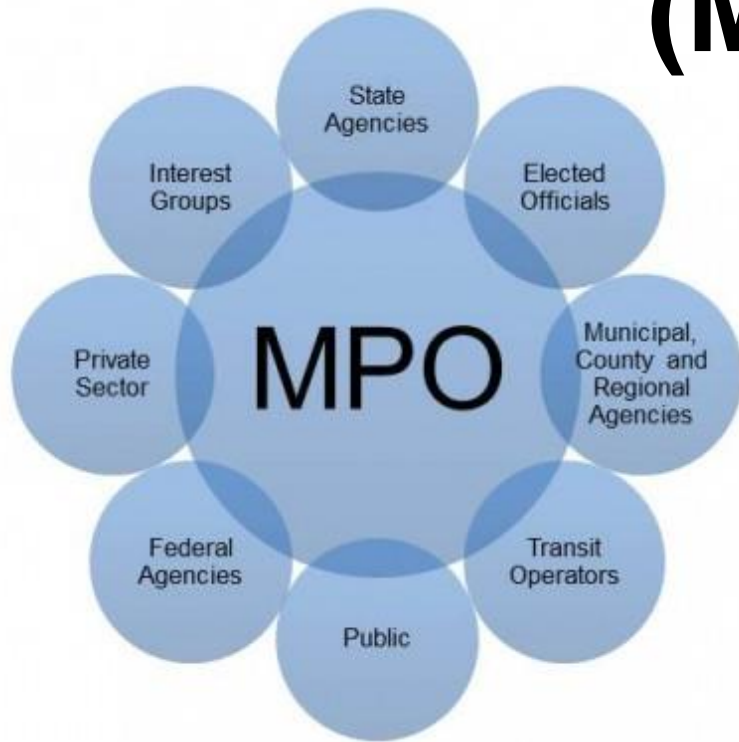 (M
State
Agencies
Interest
Groups
Elected
Officials
Private
Sector
MPO
Municipal,
County and
Regional
Agencies
Federal
Agencies
Transit
Operators
Public